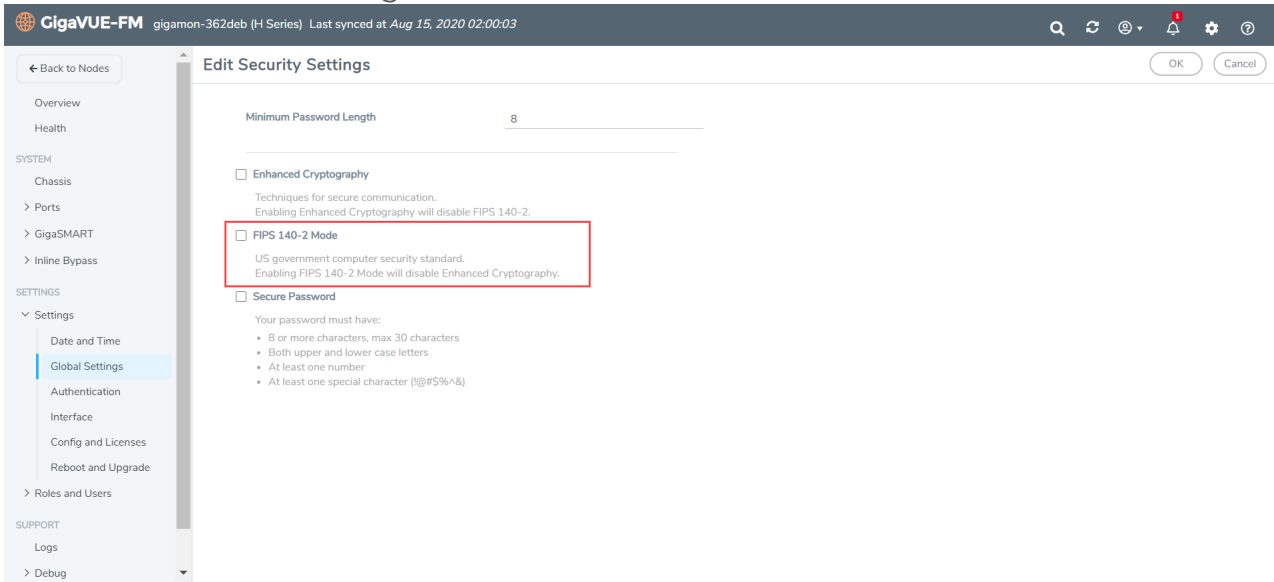 GigaVUE-FM gigamon-362deb (H Series) Last synced at Aug 15, 2020 02:00:03
1
← Back to Nodes
Overview
Health
SYSTEM
Chassis
> Ports
> GigaSMART
> Inline Bypass
SETTINGS
Settings
Date and Time
Global Settings
Authentication
Interface
Config and Licenses
Reboot and Upgrade
> Roles and Users
SUPPORT
Logs
> Debug
Edit Security Settings
OK
Cancel
Minimum Password Length 8
Enhanced Cryptography
Techniques for secure communication.
Enabling Enhanced Cryptography will disable FIPS 140-2.
FIPS 140-2 Mode
US government computer security standard.
Enabling FIPS 140-2 Mode will disable Enhanced Cryptography.
Secure Password
Your password must have:
• 8 or more characters, max 30 characters
• Both upper and lower case letters
• At least one number
• At least one special character (!@#$%^&)